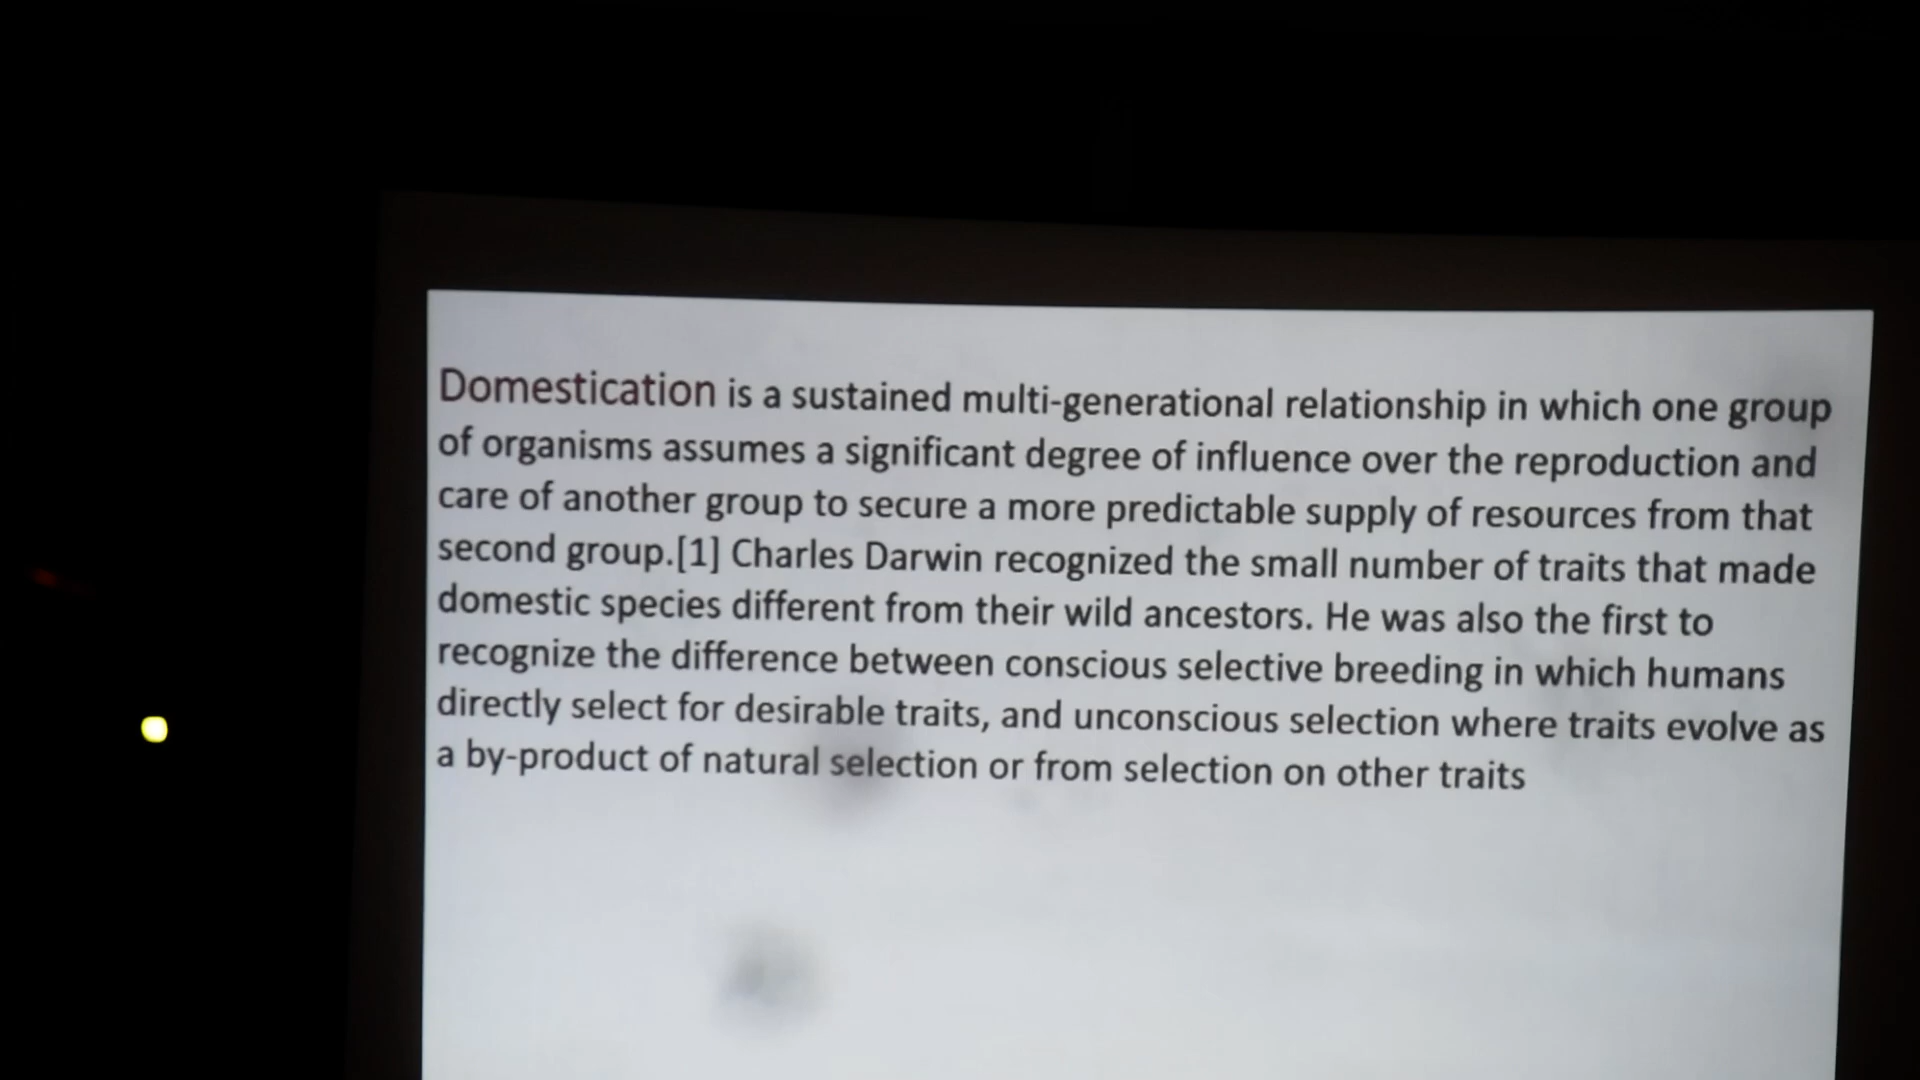 Domestication is a sustained multi-generational relationship in which one group
of organisms assumes a significant degree of influence over the reproduction and
care of another group to secure a more predictable supply of resources from that
second group.[1] Charles Darwin recognized the small number of traits that made
domestic species different from their wild ancestors. He was also the first to
recognize the difference between conscious selective breeding in which humans
directly select for desirable traits, and unconscious selection where traits evolve as
a by-product of natural selection or from selection on other traits